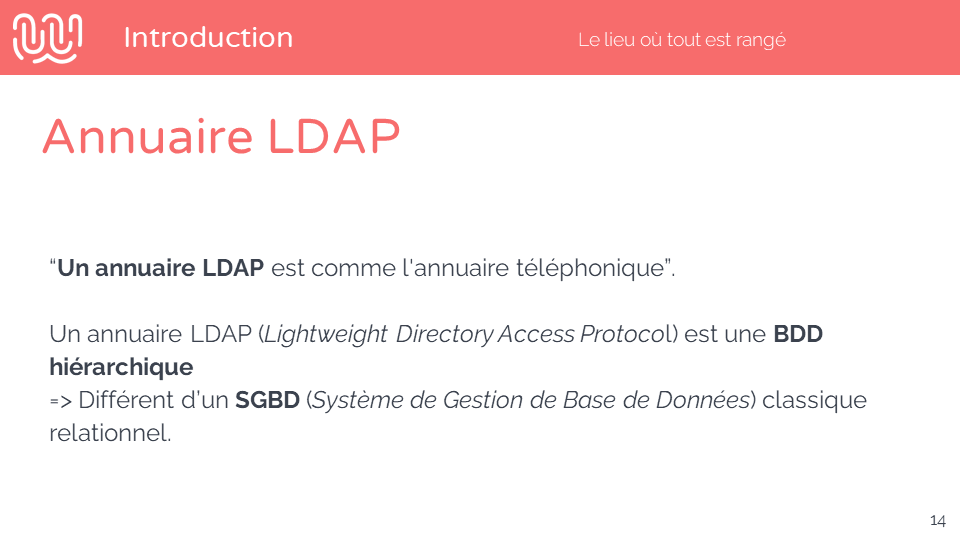 Introduction
Le lieu où tout est rangé
Annuaire LDAP
“Un annuaire LDAP est comme l'annuaire téléphonique”.
Un annuaire LDAP (Lightweight Directory Access Protocol) est une BDD
hiérarchique
=> Différent d’un SGBD (Système de Gestion de Base de Données) classique
relationnel.
14